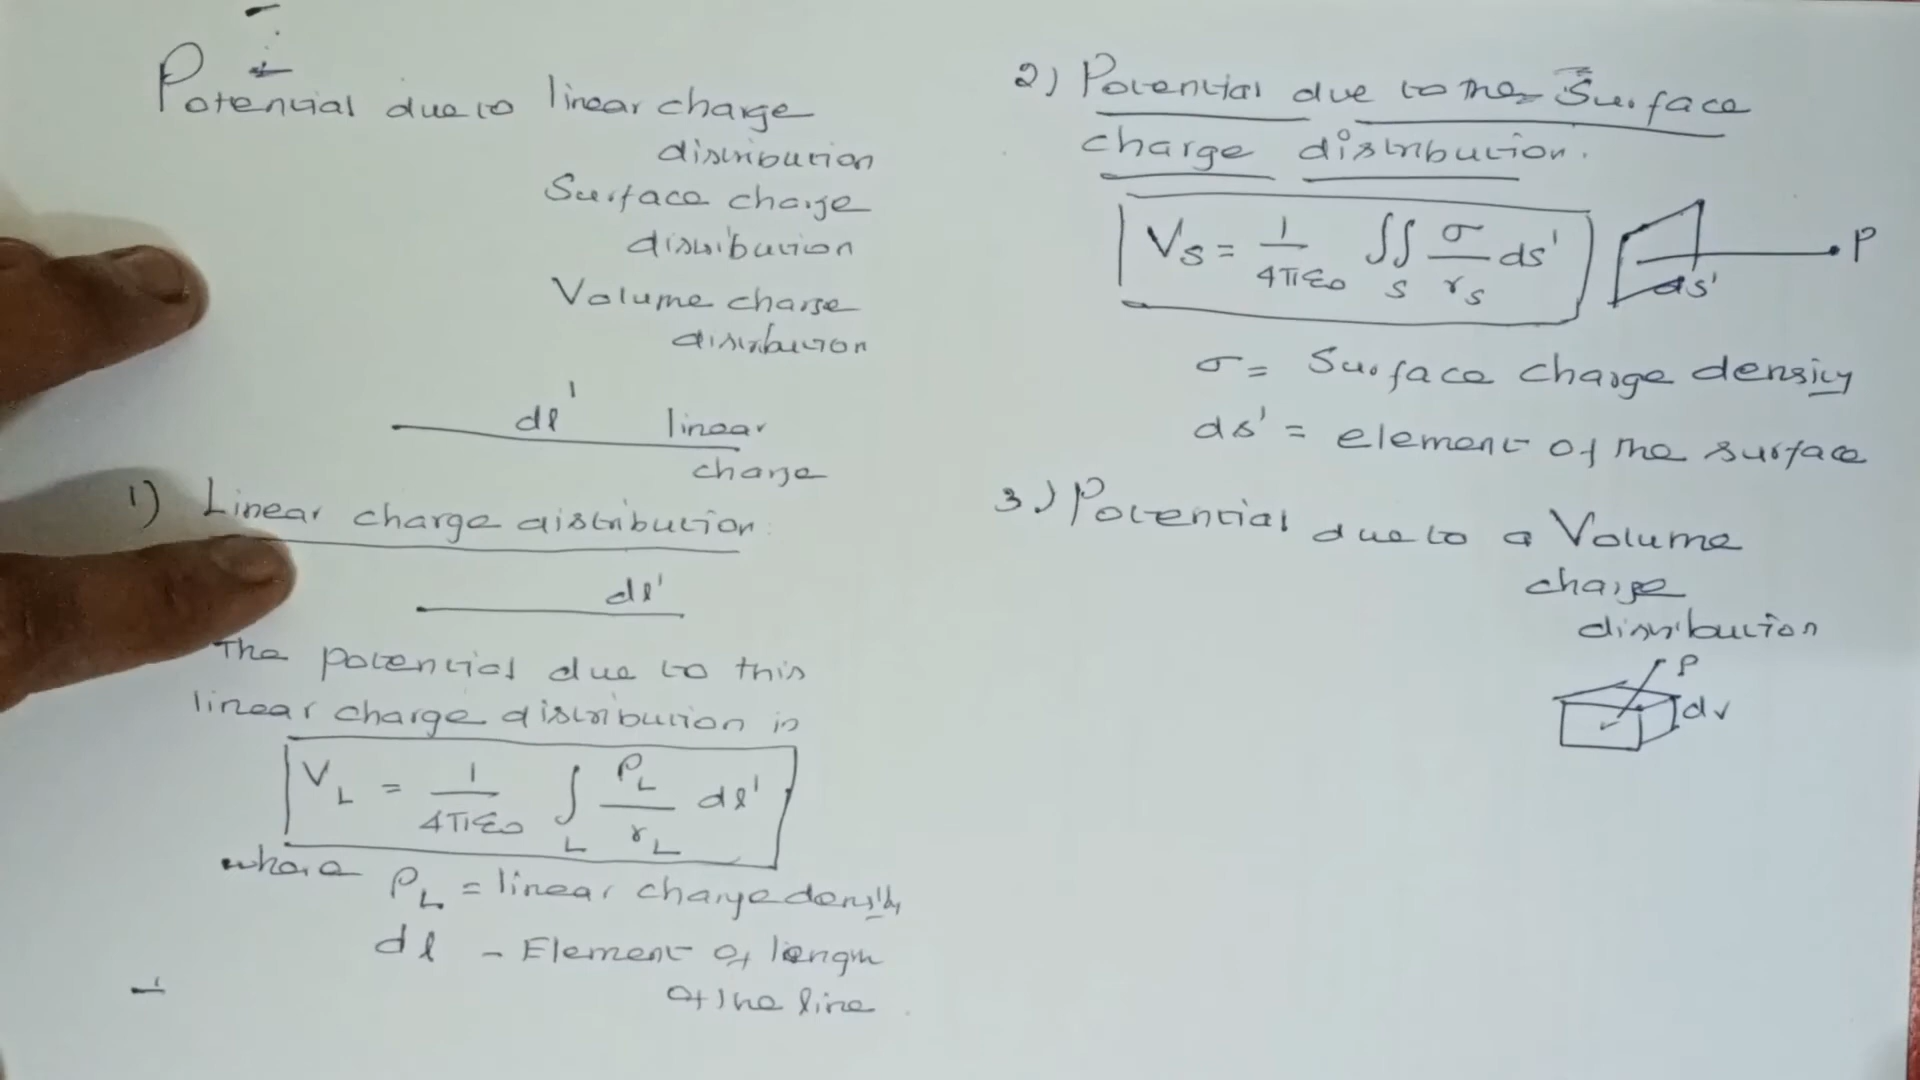 Potential due to linear charge
distribution
Surface charge
distribution
Volume charge
distribution
dl'
linear
charge
1) Linear charge distribution.
dl'
The potential due to this
linear charge distribution is
V_L = 1/4πε0 ∫_L ρ_L/r_L dl'
where ρ_L = linear charge density
dl - Element of length
of the line
2) Potential due to the Surface
charge distribution.
V_S = 1/4πε0 ∬_S σ/r_S ds'
P
ds'
σ = Surface charge density
ds' = element of the surface
3.) Potential due to a Volume
charge
distribution
P
dv